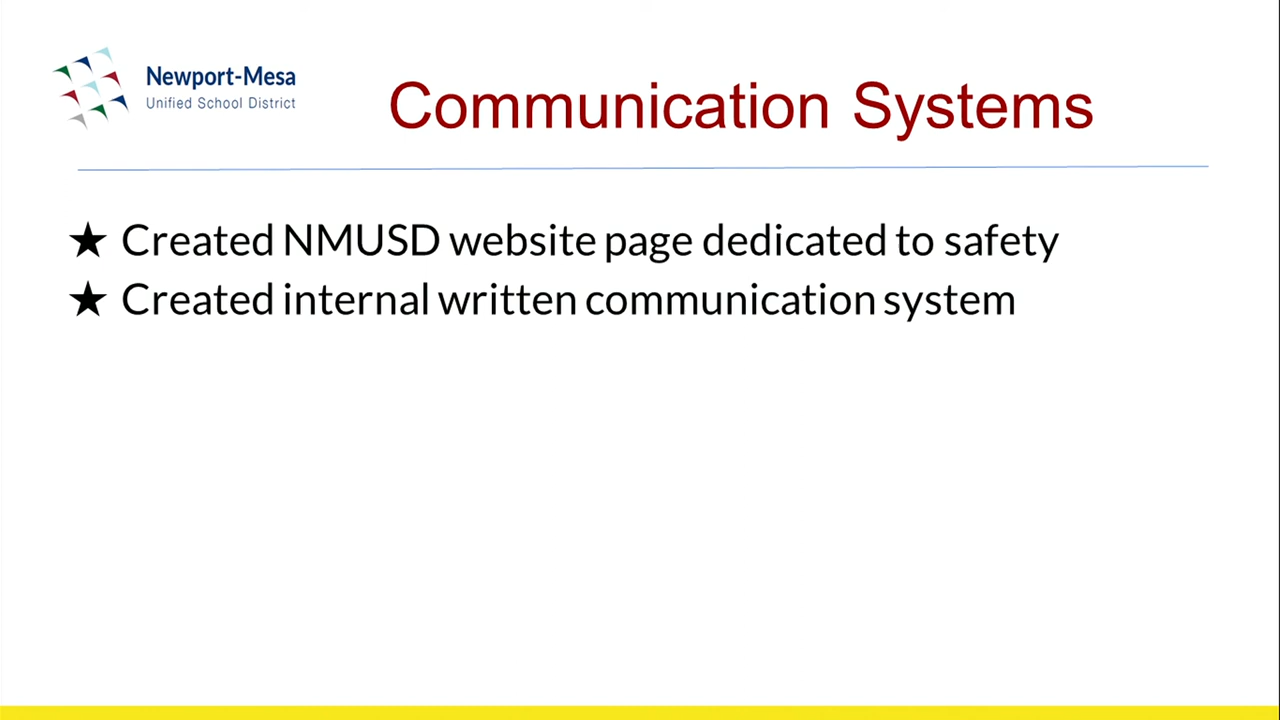 Newport-Mesa
Unified School District
Communication Systems
★ Created NMUSD website page dedicated to safety
★ Created internal written communication system